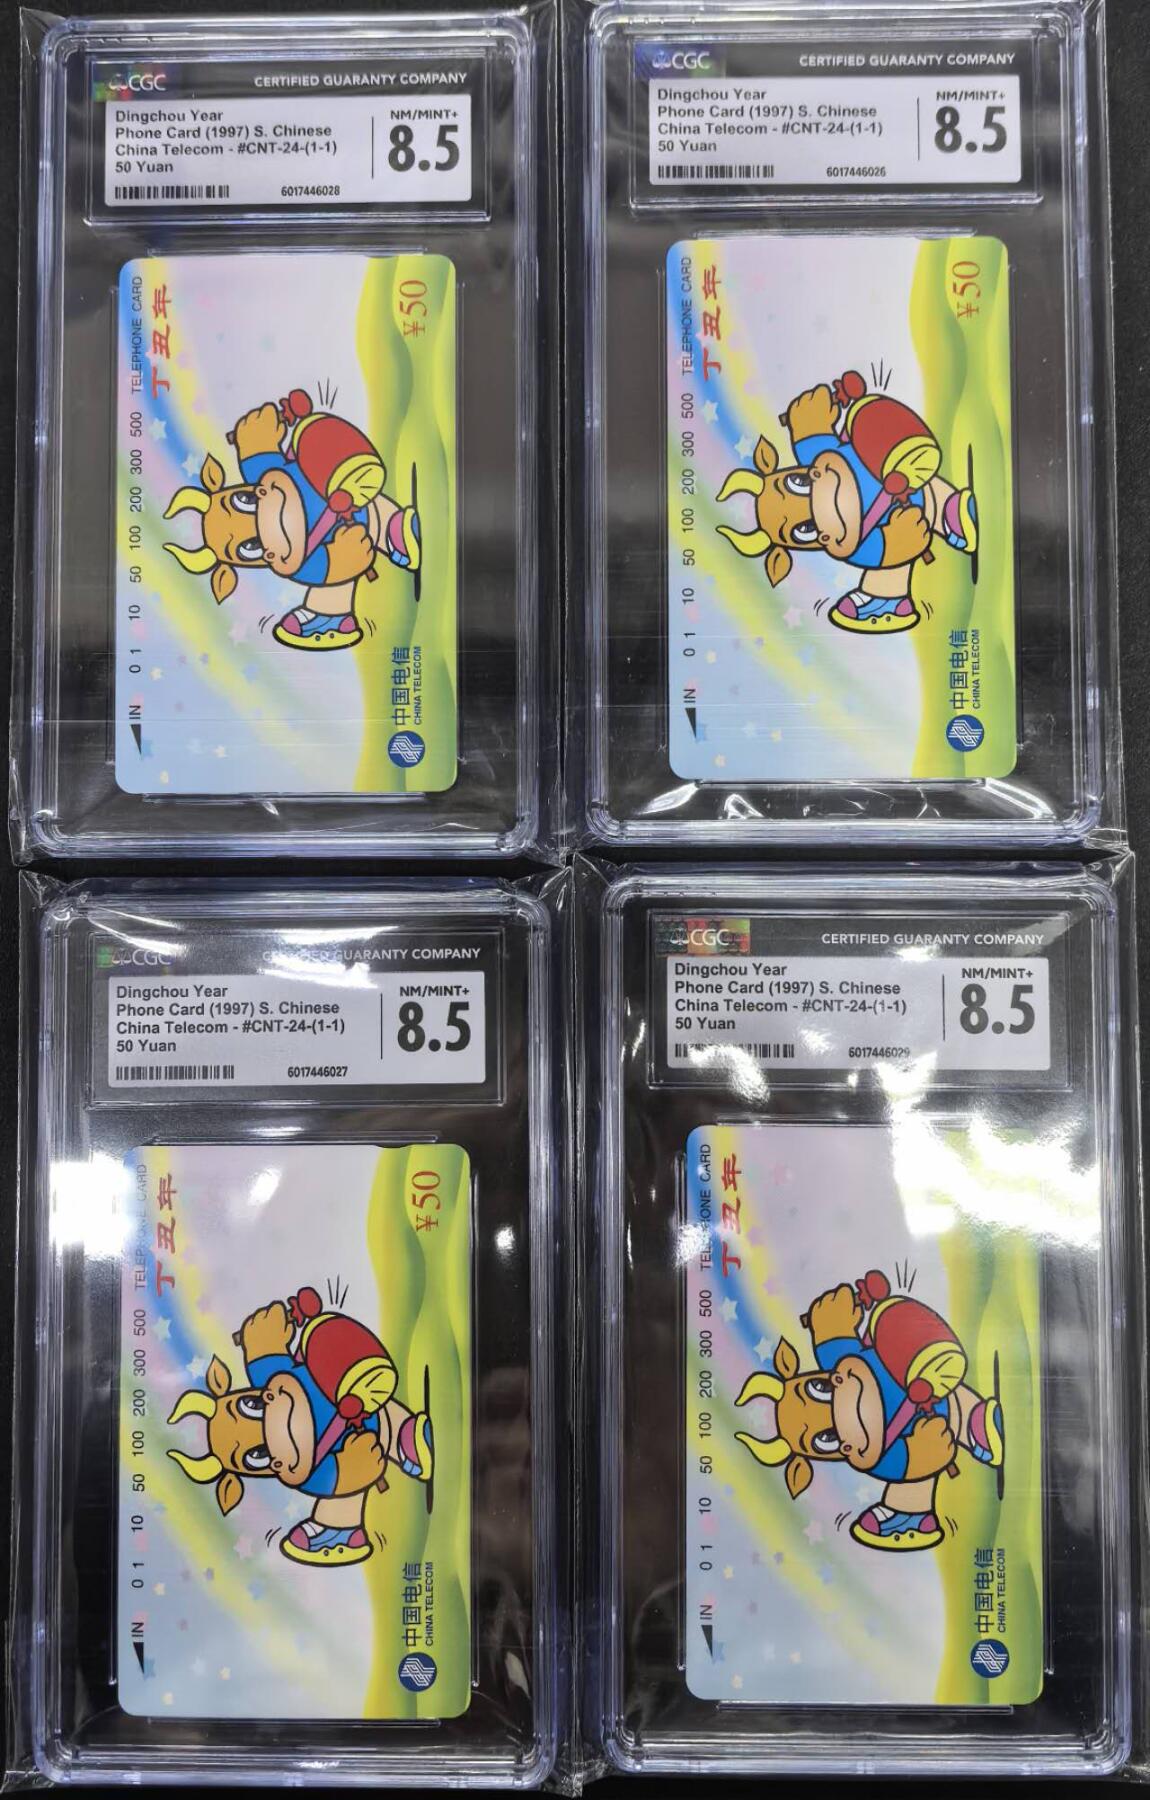 CGC CERTIFIED GUARANTY COMPANY
Dingchou Year
Phone Card (1997) S. Chinese
China Telecom - #CNT-24-(1-1)
50 Yuan
NM/MINT+
8.5
6017446028
TELEPHONE CARD
丁丑年
¥50
IN 0 1 10 50 100 200 300 500
中国电信
CHINA TELECOM
CGC CERTIFIED GUARANTY COMPANY
Dingchou Year
Phone Card (1997) S. Chinese
China Telecom - #CNT-24-(1-1)
50 Yuan
NM/MINT+
8.5
6017446026
TELEPHONE CARD
丁丑年
¥50
IN 0 1 10 50 100 200 300 500
中国电信
CHINA TELECOM
CGC CERTIFIED GUARANTY COMPANY
Dingchou Year
Phone Card (1997) S. Chinese
China Telecom - #CNT-24-(1-1)
50 Yuan
NM/MINT+
8.5
6017446027
TELEPHONE CARD
丁丑年
¥50
IN 0 1 10 50 100 200 300 500
中国电信
CHINA TELECOM
CGC CERTIFIED GUARANTY COMPANY
Dingchou Year
Phone Card (1997) S. Chinese
China Telecom - #CNT-24-(1-1)
50 Yuan
NM/MINT+
8.5
6017446029
TELEPHONE CARD
丁丑年
IN 0 1 10 50 100 200 300 500
中国电信
CHINA TELECOM